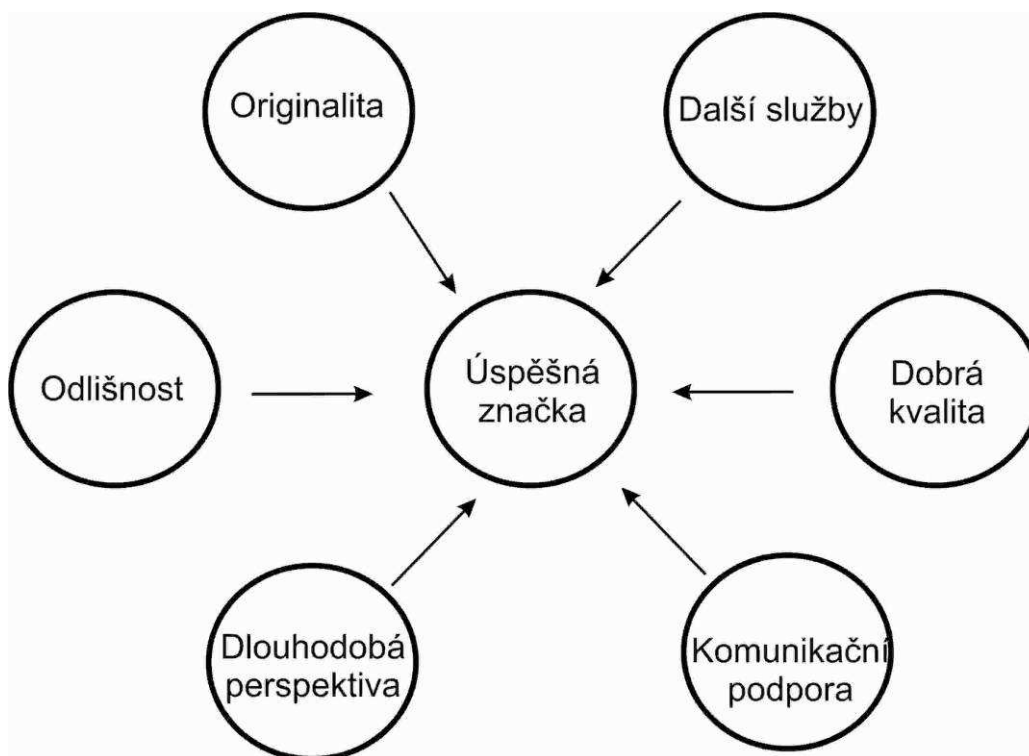 Originalita
Další služby
Odlišnost
Úspěšná
značka
Dobrá
kvalita
Dlouhodobá
perspektiva
Komunikační
podpora